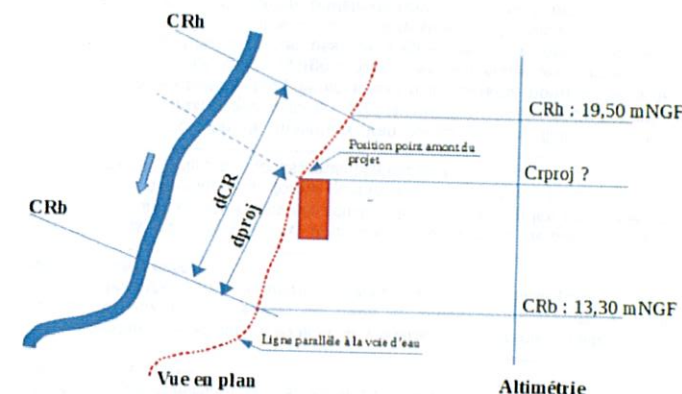 CRh
CRh : 19,50 mNGF
Position point amont du
projet
Crproj ?
dCR
dproj
CRb
CRb : 13,30 mNGF
Ligne parallèle à la voie d'eau
Vue en plan
Altimétrie